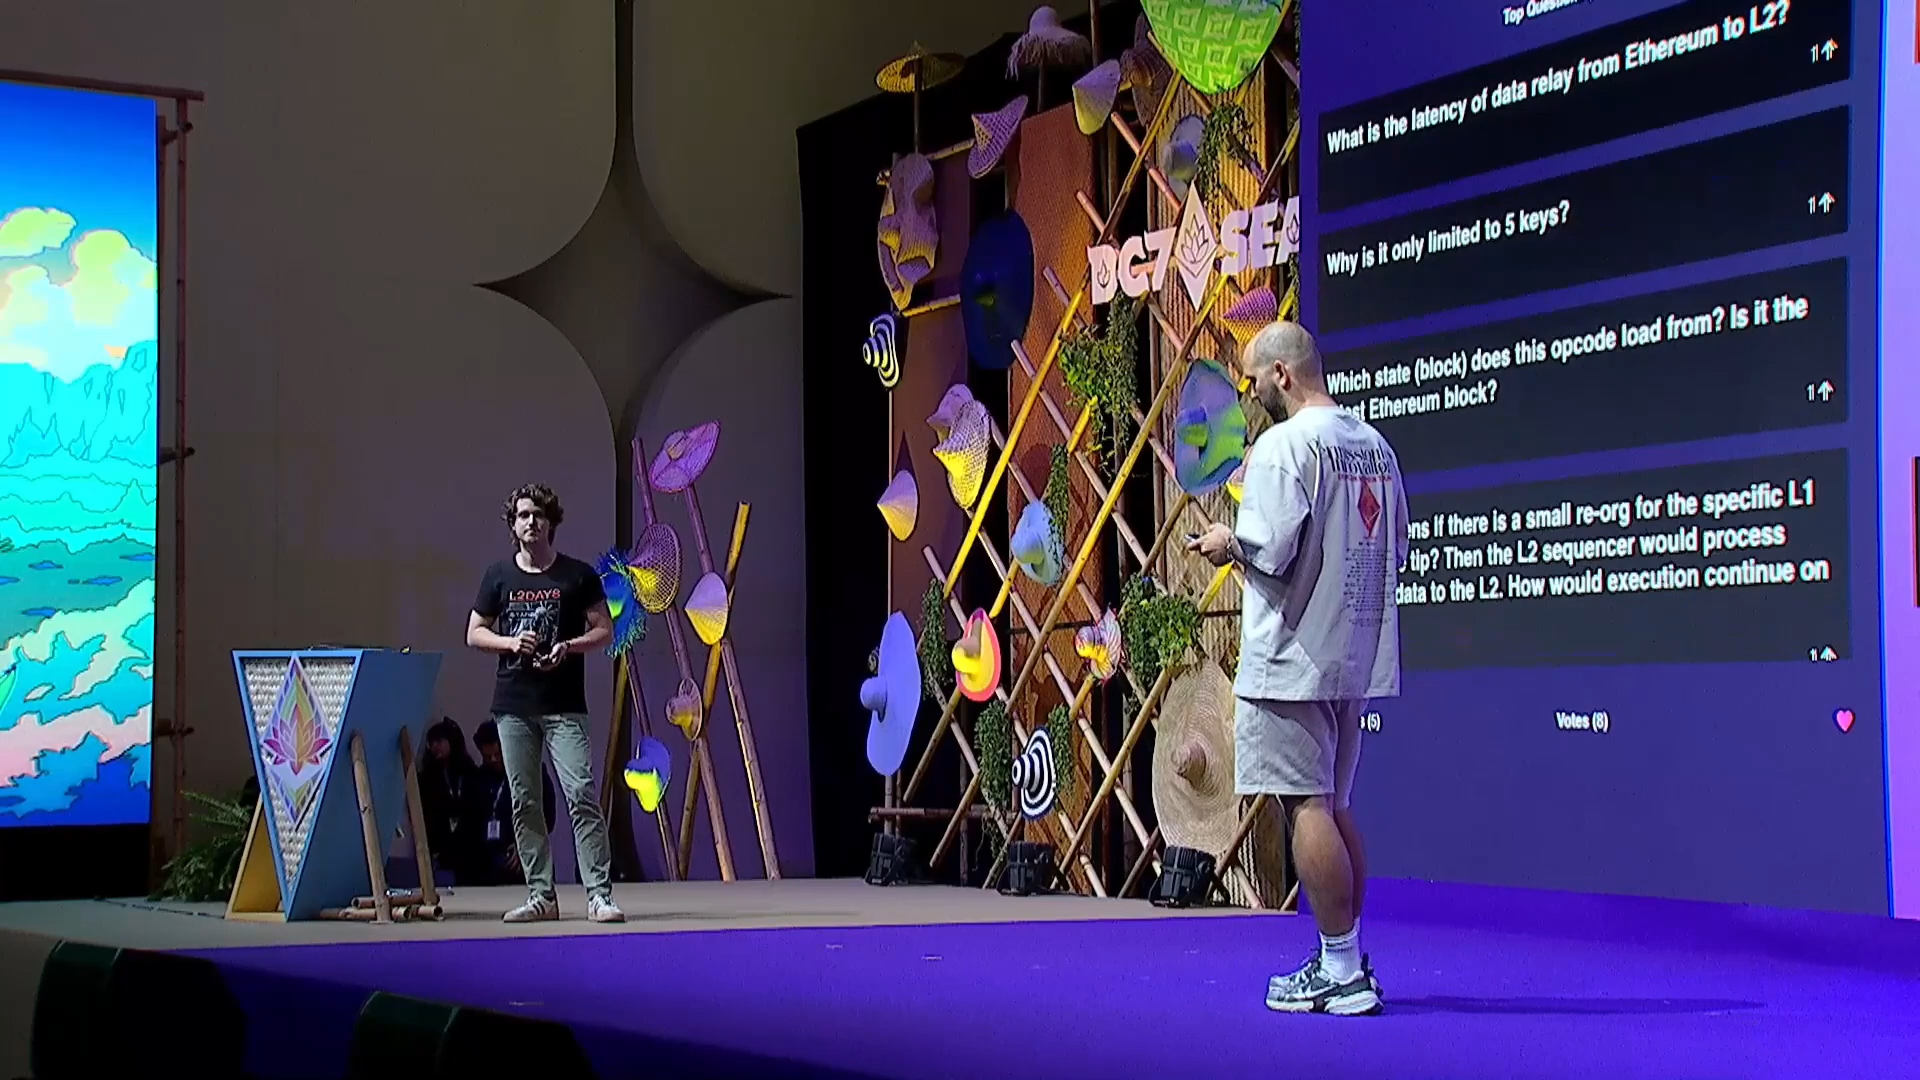 Top
What is the latency of data relay from Ethereum to L2?
1
Why is it only limited to 5 keys?
1
Which state (block) does this opcode load from? Is it the
Ethereum block?
1
if there is a small re-org for the specific L1
tip? Then the L2 sequencer would process
data to the L2. How would execution continue on
1
(5)
Votes (8)
DC7 SEA
L2DAYS